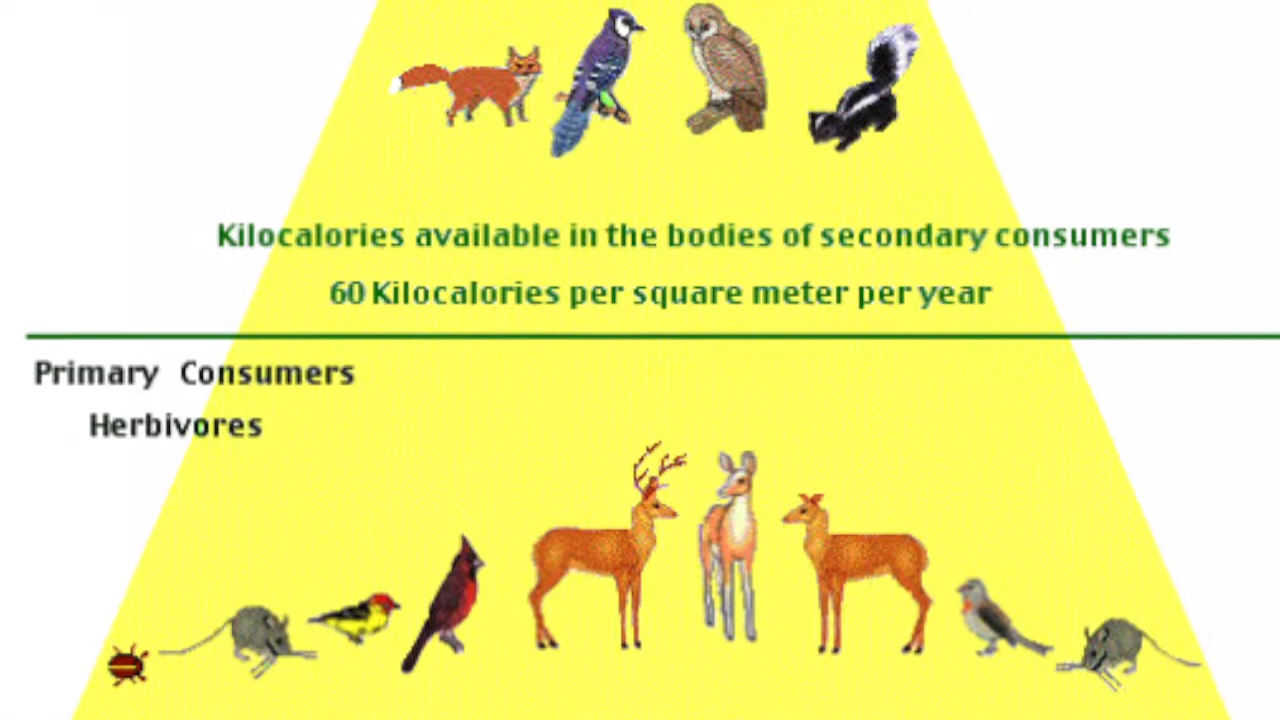 Kilocalories available in the bodies of secondary consumers
60 Kilocalories per square meter per year
Primary Consumers
Herbivores